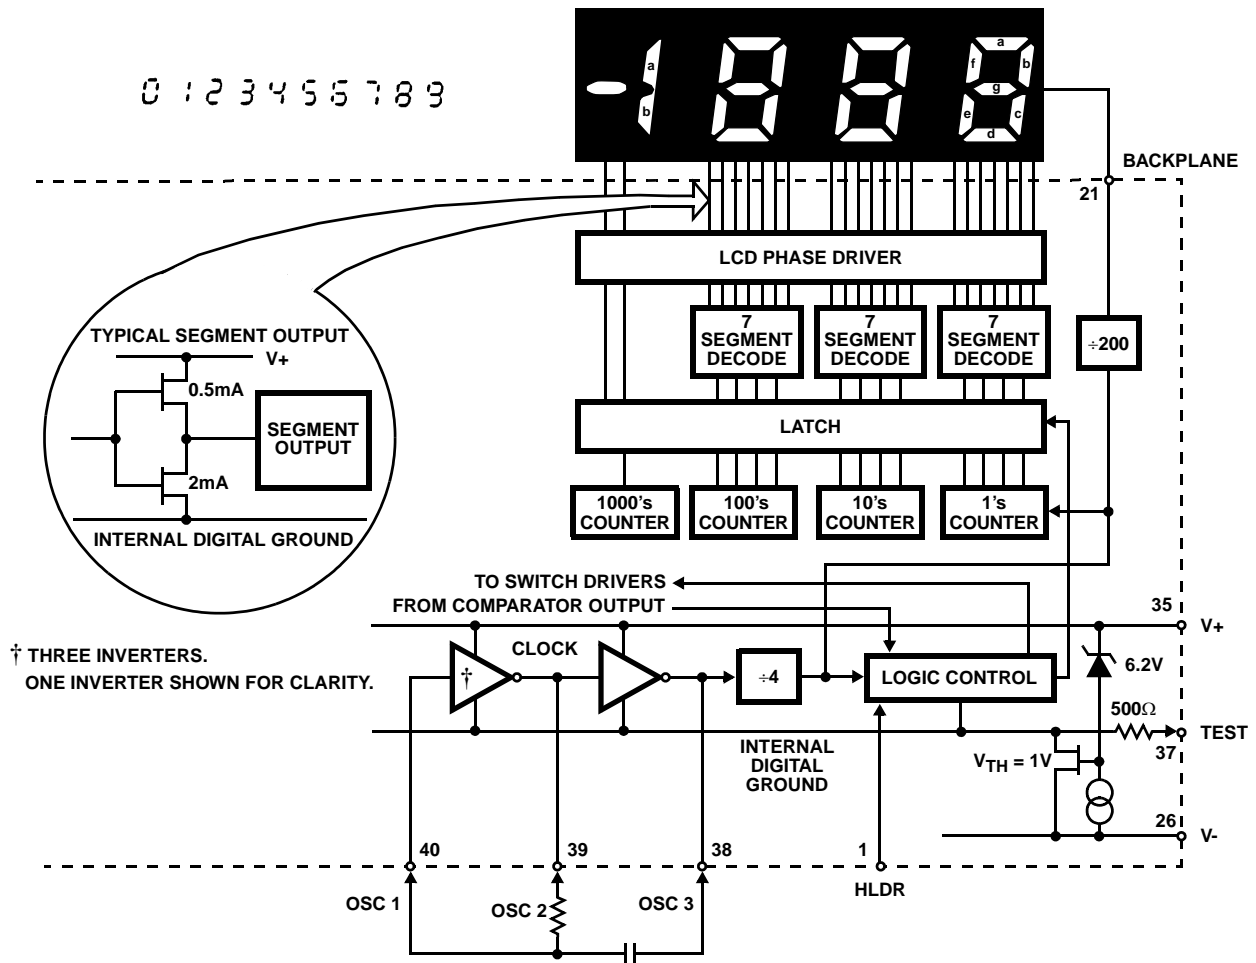 0 1 2 3 4 5 6 7 8 9
a
b
a
f
b
g
e
c
d
BACKPLANE
21
LCD PHASE DRIVER
TYPICAL SEGMENT OUTPUT
V+
0.5mA
SEGMENT
OUTPUT
2mA
INTERNAL DIGITAL GROUND
7
SEGMENT
DECODE
7
SEGMENT
DECODE
7
SEGMENT
DECODE
÷200
LATCH
1000's
COUNTER
100's
COUNTER
10's
COUNTER
1's
COUNTER
TO SWITCH DRIVERS
FROM COMPARATOR OUTPUT
35
V+
† THREE INVERTERS.
ONE INVERTER SHOWN FOR CLARITY.
CLOCK
†
÷4
LOGIC CONTROL
6.2V
500Ω
TEST
37
INTERNAL
DIGITAL
GROUND
VTH = 1V
26
V-
40
39
38
1
HLDR
OSC 1
OSC 2
OSC 3